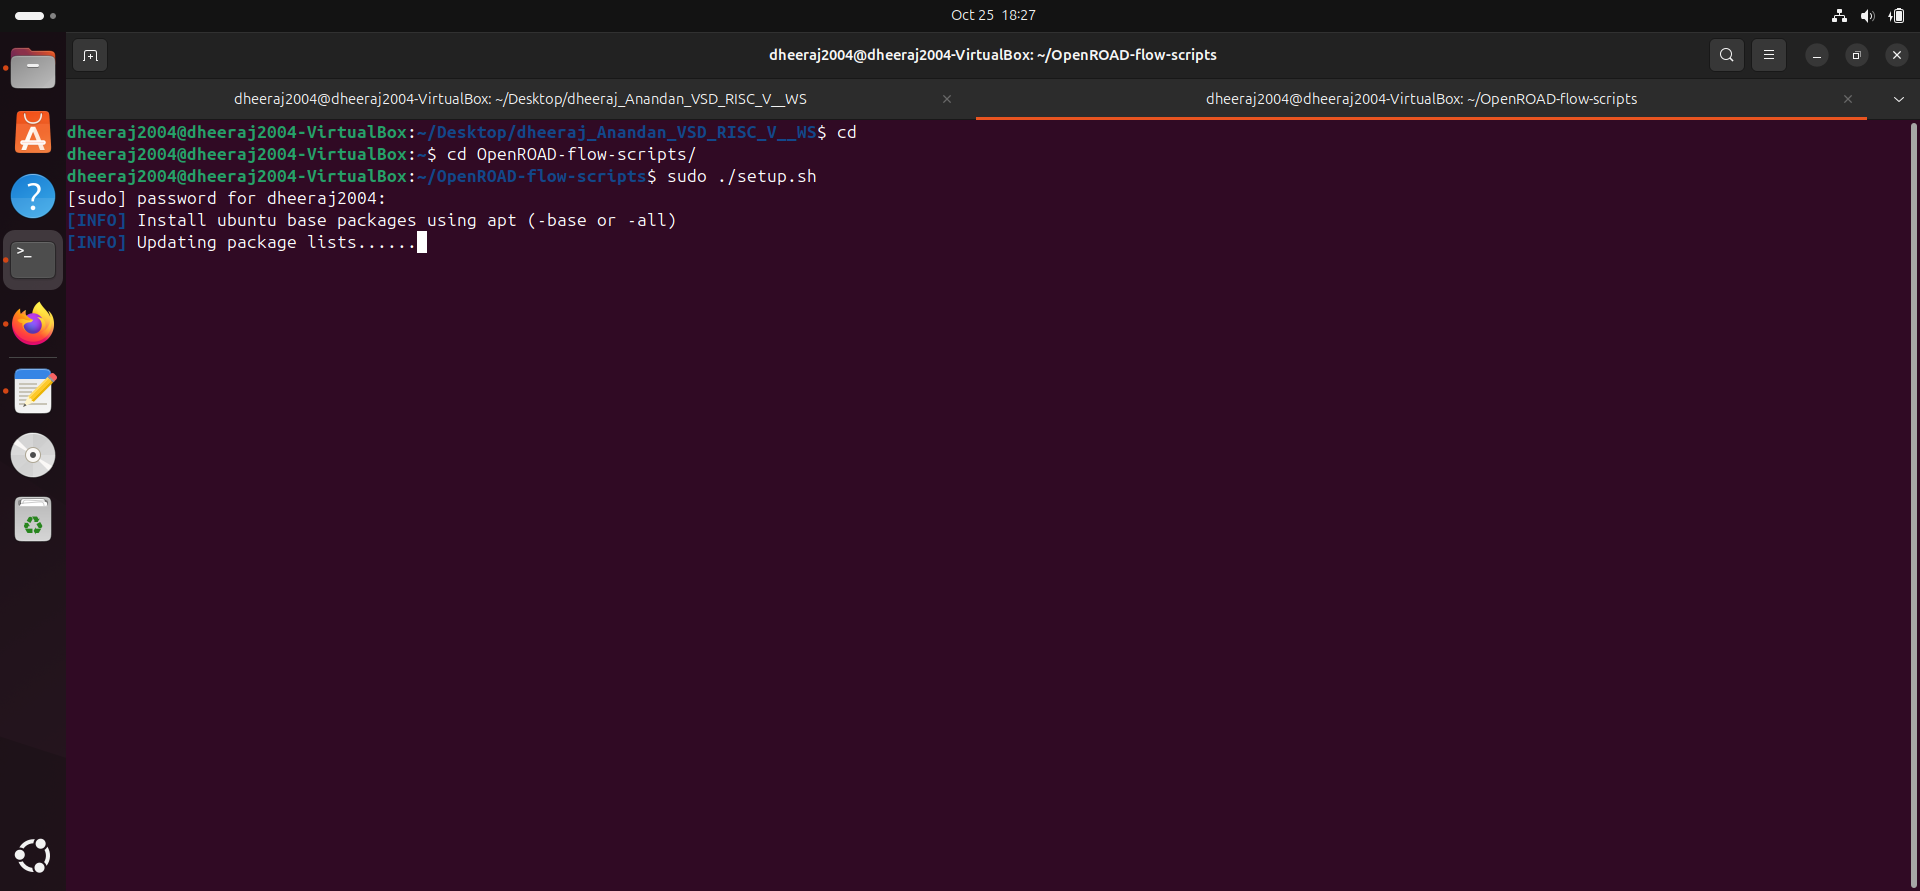 Oct 25 18:27
dheeraj2004@dheeraj2004-VirtualBox: ~/OpenROAD-flow-scripts
dheeraj2004@dheeraj2004-VirtualBox: ~/Desktop/dheeraj_Anandan_VSD_RISC_V__WS
dheeraj2004@dheeraj2004-VirtualBox: ~/OpenROAD-flow-scripts
dheeraj2004@dheeraj2004-VirtualBox:~/Desktop/dheeraj_Anandan_VSD_RISC_V__WS$ cd
dheeraj2004@dheeraj2004-VirtualBox:~$ cd OpenROAD-flow-scripts/
dheeraj2004@dheeraj2004-VirtualBox:~/OpenROAD-flow-scripts$ sudo ./setup.sh
[sudo] password for dheeraj2004:
[INFO] Install ubuntu base packages using apt (-base or -all)
[INFO] Updating package lists......